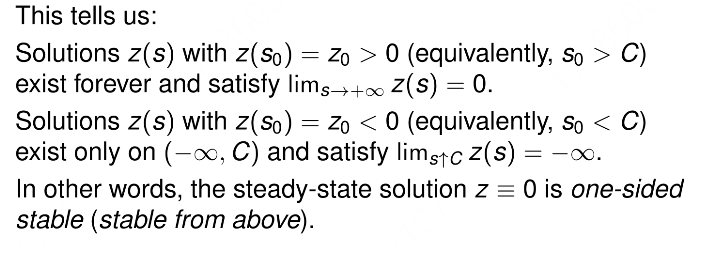 This tells us:
Solutions z(s) with z(s₀) = z₀ > 0 (equivalently, s₀ > C)
exist forever and satisfy lim_{s→+∞} z(s) = 0.
Solutions z(s) with z(s₀) = z₀ < 0 (equivalently, s₀ < C)
exist only on (−∞, C) and satisfy lim_{s↑C} z(s) = −∞.
In other words, the steady-state solution z ≡ 0 is one-sided
stable (stable from above).